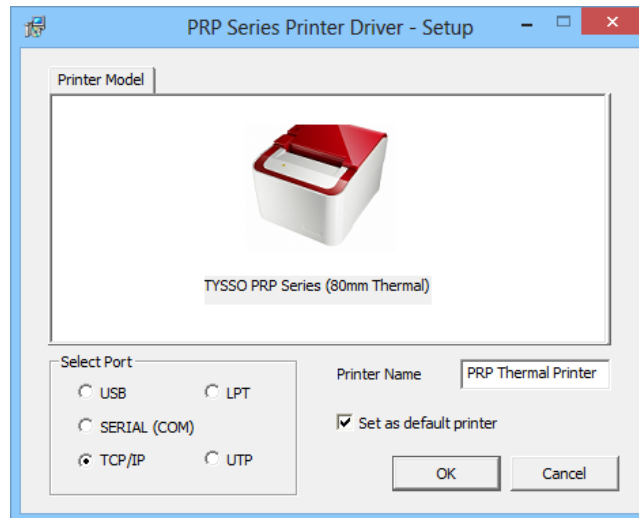 PRP Series Printer Driver - Setup
Printer Model
TYSSO PRP Series (80mm Thermal)
Select Port
USB
LPT
SERIAL (COM)
TCP/IP
UTP
Printer Name
PRP Thermal Printer
Set as default printer
OK
Cancel